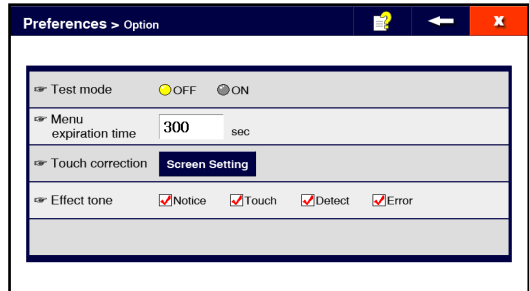 Preferences > Option
X
Test mode OFF ON
Menu
expiration time 300 sec
Touch correction Screen Setting
Effect tone Notice Touch Detect Error